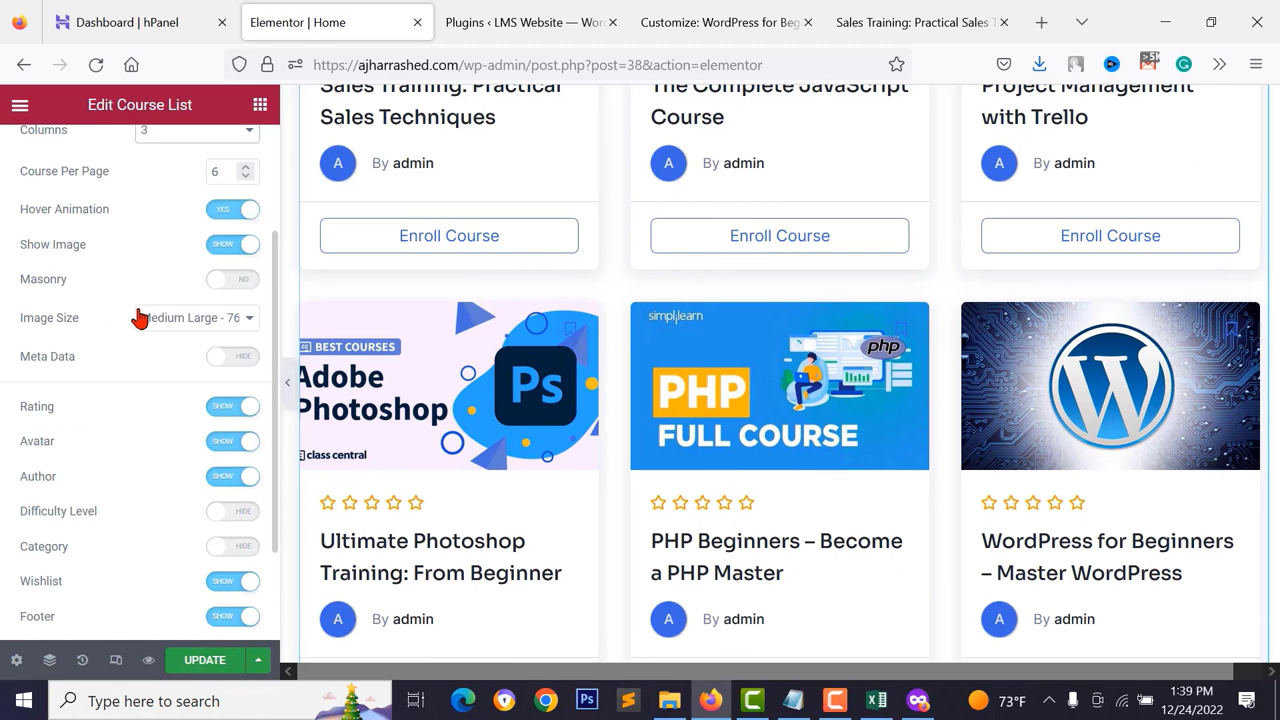 Dashboard | hPanel
Elementor | Home
Plugins ‹ LMS Website — Wor
Customize: WordPress for Beg
Sales Training: Practical Sales T
https://ajharrashed.com/wp-admin/post.php?post=38&action=elementor
>5K
Edit Course List
Columns 3
Course Per Page 6
Hover Animation YES
Show Image SHOW
Masonry NO
Image Size Medium Large - 76
Meta Data HIDE
Rating SHOW
Avatar SHOW
Author SHOW
Difficulty Level HIDE
Category HIDE
Wishlist SHOW
Footer SHOW
UPDATE
Sales Training: Practical
Sales Techniques
A By admin
Enroll Course
The Complete JavaScript
Course
A By admin
Enroll Course
Project Management
with Trello
A By admin
Enroll Course
BEST COURSES
Adobe
Photoshop
Ps
class central
Ultimate Photoshop
Training: From Beginner
A By admin
simplilearn
php
PHP
FULL COURSE
PHP Beginners – Become
a PHP Master
A By admin
WordPress for Beginners
– Master WordPress
A By admin
Type here to search
Ps
73°F
1:39 PM
12/24/2022